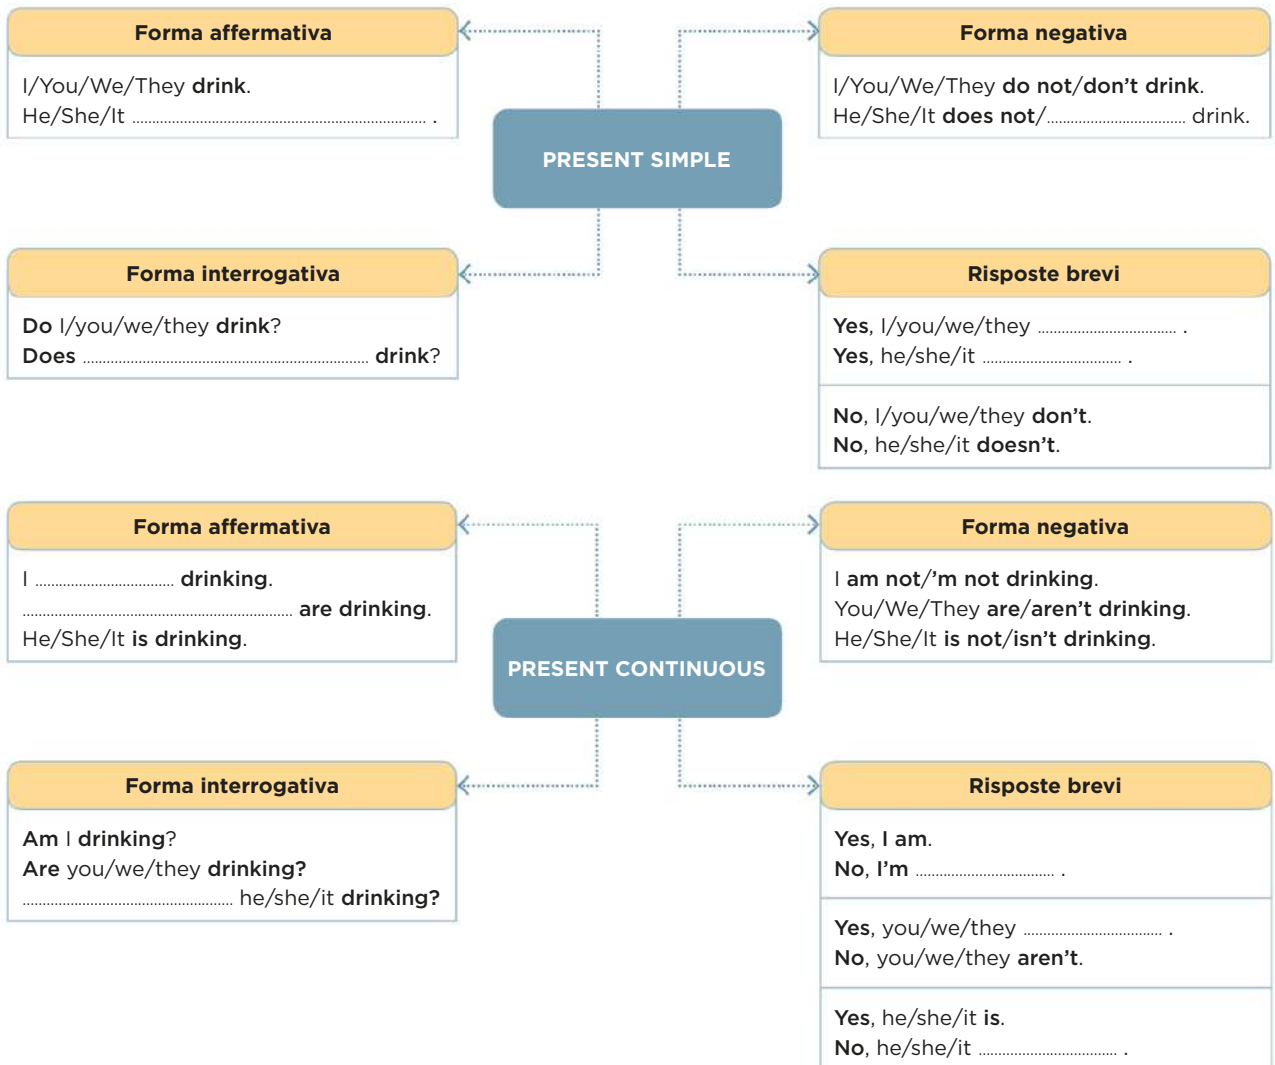 Forma affermativa
I/You/We/They drink.
He/She/It .......................................................................... .
Forma negativa
I/You/We/They do not/don't drink.
He/She/It does not/................................... drink.
PRESENT SIMPLE
Forma interrogativa
Do I/you/we/they drink?
Does ........................................................................ drink?
Risposte brevi
Yes, I/you/we/they ................................... .
Yes, he/she/it ................................... .
No, I/you/we/they don't.
No, he/she/it doesn't.
Forma affermativa
I ................................... drinking.
.................................................................... are drinking.
He/She/It is drinking.
Forma negativa
I am not/'m not drinking.
You/We/They are/aren't drinking.
He/She/It is not/isn't drinking.
PRESENT CONTINUOUS
Forma interrogativa
Am I drinking?
Are you/we/they drinking?
..................................................... he/she/it drinking?
Risposte brevi
Yes, I am.
No, I'm ................................... .
Yes, you/we/they ................................... .
No, you/we/they aren't.
Yes, he/she/it is.
No, he/she/it ................................... .